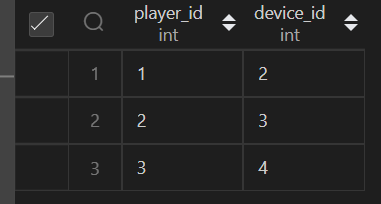 player_id device_id
int int
1 1 2
2 2 3
3 3 4